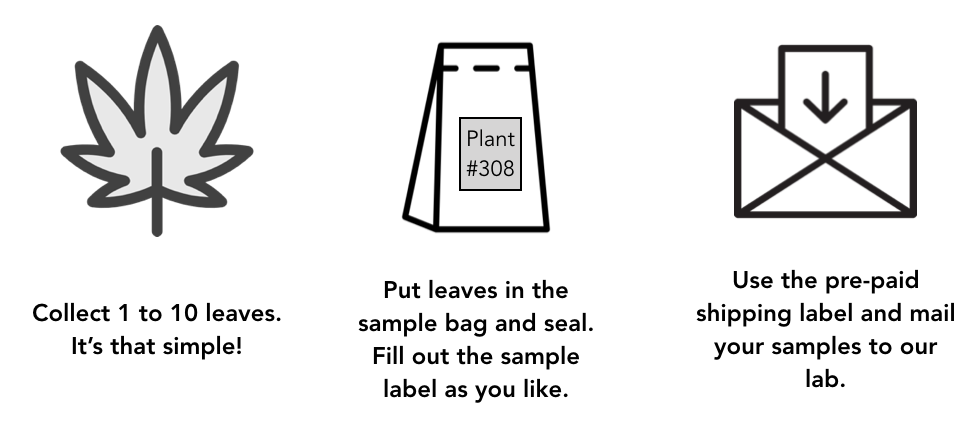 Plant
#308
Collect 1 to 10 leaves.
It's that simple!
Put leaves in the
sample bag and seal.
Fill out the sample
label as you like.
Use the pre-paid
shipping label and mail
your samples to our
lab.